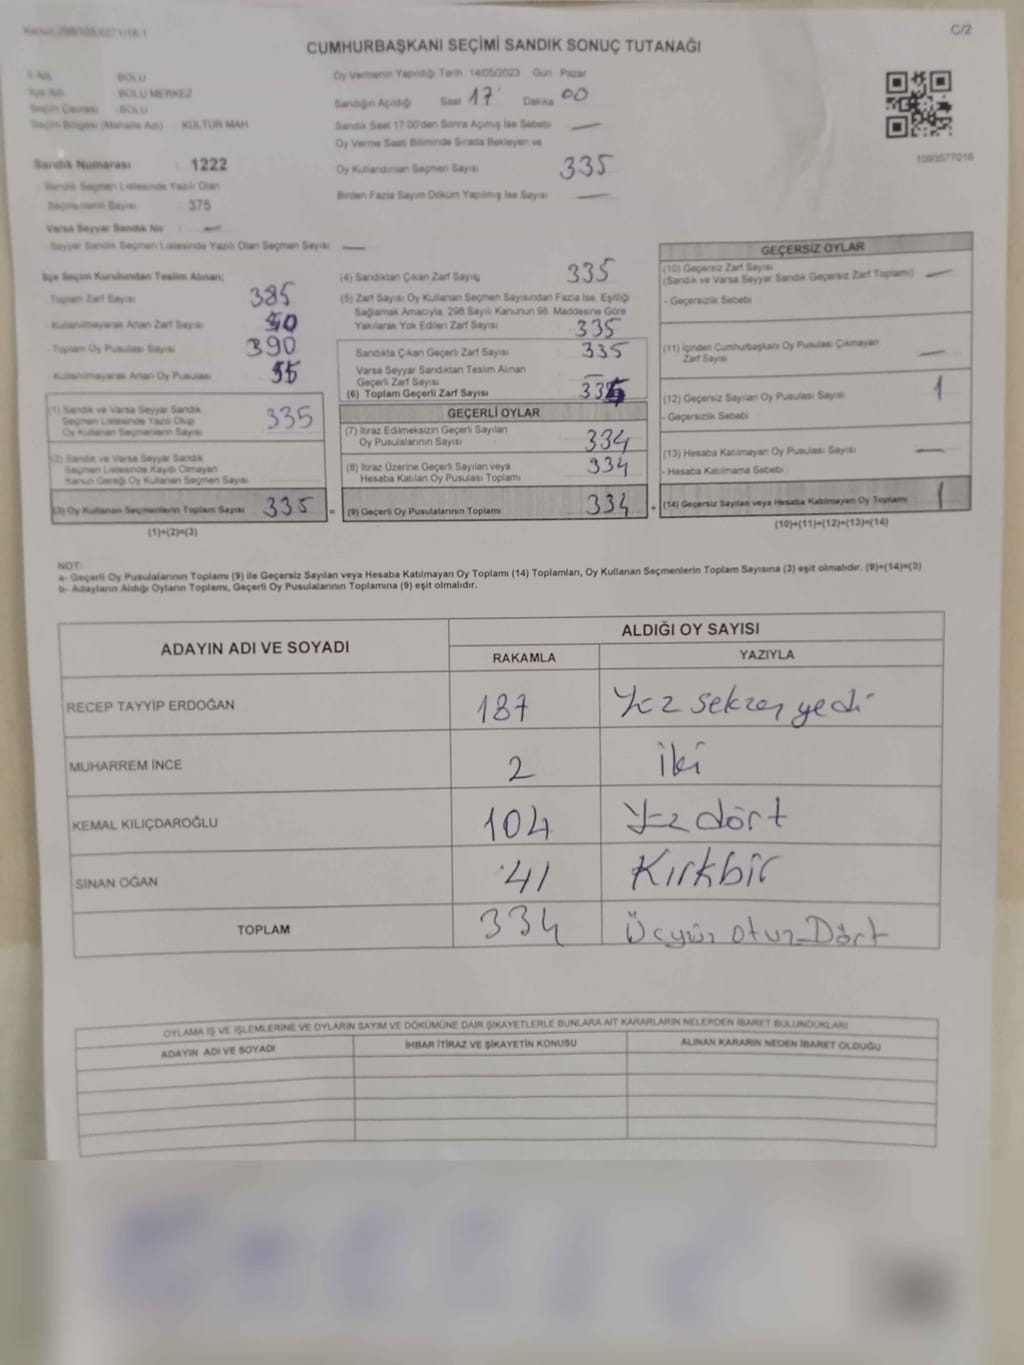 C/2
CUMHURBAŞKANI SEÇİMİ SANDIK SONUÇ TUTANAĞI
İl Adı : BOLU
İlçe Adı : BOLU MERKEZ
Seçim Çevresi : BOLU
Seçim Bölgesi (Mahalle Adı) : KÜLTÜR MAH
Sandık Numarası : 1222
Sandık Seçmen Listesinde Yazılı Olan
Seçmenlerin Sayısı : 375
Varsa Seyyar Sandık No : —
Seyyar Sandık Seçmen Listesinde Yazılı Olan Seçmen Sayısı : —
Oy Vermenin Yapıldığı Tarih 14/05/2023 Gün Pazar
Sandığın Açıldığı Saat 17 Dakika 00
Sandık Saat 17:00'den Sonra Açılmış İse Sebebi —
Oy Verme Saati Bitiminde Sırada Bekleyen ve
Oy Kullandırılan Seçmen Sayısı 335
Birden Fazla Sayım Döküm Yapılmış İse Sayısı —
1093577016
İlçe Seçim Kurulundan Teslim Alınan;
- Toplam Zarf Sayısı 385
- Kullanılmayarak Artan Zarf Sayısı 50
- Toplam Oy Pusulası Sayısı 390
- Kullanılmayarak Artan Oy Pusulası 55
(1) Sandık ve Varsa Seyyar Sandık
Seçmen Listesinde Yazılı Olup
Oy Kullanan Seçmenlerin Sayısı 335
(2) Sandık ve Varsa Seyyar Sandık
Seçmen Listesinde Kayıtlı Olmayan
Kanun Gereği Oy Kullanan Seçmen Sayısı
(3) Oy Kullanan Seçmenlerin Toplam Sayısı 335 =
(1)+(2)=(3)
(4) Sandıktan Çıkan Zarf Sayısı 335
(5) Zarf Sayısı Oy Kullanan Seçmen Sayısından Fazla İse, Eşitliği
Sağlamak Amacıyla, 298 Sayılı Kanunun 98. Maddesine Göre
Yakılarak Yok Edilen Zarf Sayısı 335
Sandıkta Çıkan Geçerli Zarf Sayısı 335
Varsa Seyyar Sandıktan Teslim Alınan
Geçerli Zarf Sayısı —
(6) Toplam Geçerli Zarf Sayısı 335
GEÇERLİ OYLAR
(7) İtiraz Edilmeksizin Geçerli Sayılan
Oy Pusulalarının Sayısı 334
(8) İtiraz Üzerine Geçerli Sayılan veya
Hesaba Katılan Oy Pusulası Toplamı 334
(9) Geçerli Oy Pusulalarının Toplamı 334 +
GEÇERSİZ OYLAR
(10) Geçersiz Zarf Sayısı
(Sandık ve Varsa Seyyar Sandık Geçersiz Zarf Toplamı) —
- Geçersizlik Sebebi
(11) İçinden Cumhurbaşkanı Oy Pusulası Çıkmayan
Zarf Sayısı —
(12) Geçersiz Sayılan Oy Pusulası Sayısı 1
- Geçersizlik Sebebi
(13) Hesaba Katılmayan Oy Pusulası Sayısı —
- Hesaba Katılmama Sebebi
(14) Geçersiz Sayılan veya Hesaba Katılmayan Oy Toplamı 1
(10)+(11)+(12)+(13)=(14)
NOT:
a- Geçerli Oy Pusulalarının Toplamı (9) ile Geçersiz Sayılan veya Hesaba Katılmayan Oy Toplamı (14) Toplamları, Oy Kullanan Seçmenlerin Toplam Sayısına (3) eşit olmalıdır. (9)+(14)=(3)
b- Adayların Aldığı Oyların Toplamı, Geçerli Oy Pusulalarının Toplamına (9) eşit olmalıdır.
ADAYIN ADI VE SOYADI ALDIĞI OY SAYISI
RAKAMLA YAZIYLA
RECEP TAYYİP ERDOĞAN 187 Yüz seksen yedi
MUHARREM İNCE 2 iki
KEMAL KILIÇDAROĞLU 104 Yüz dört
SİNAN OĞAN 41 Kırkbir
TOPLAM 334 Üçyüz otuz Dört
OYLAMA İŞ VE İŞLEMLERİNE VE OYLARIN SAYIM VE DÖKÜMÜNE DAİR ŞİKAYETLERLE BUNLARA AİT KARARLARIN NELERDEN İBARET BULUNDUKLARI
ADAYIN ADI VE SOYADI İHBAR İTİRAZ VE ŞİKAYETİN KONUSU ALINAN KARARIN NEDEN İBARET OLDUĞU